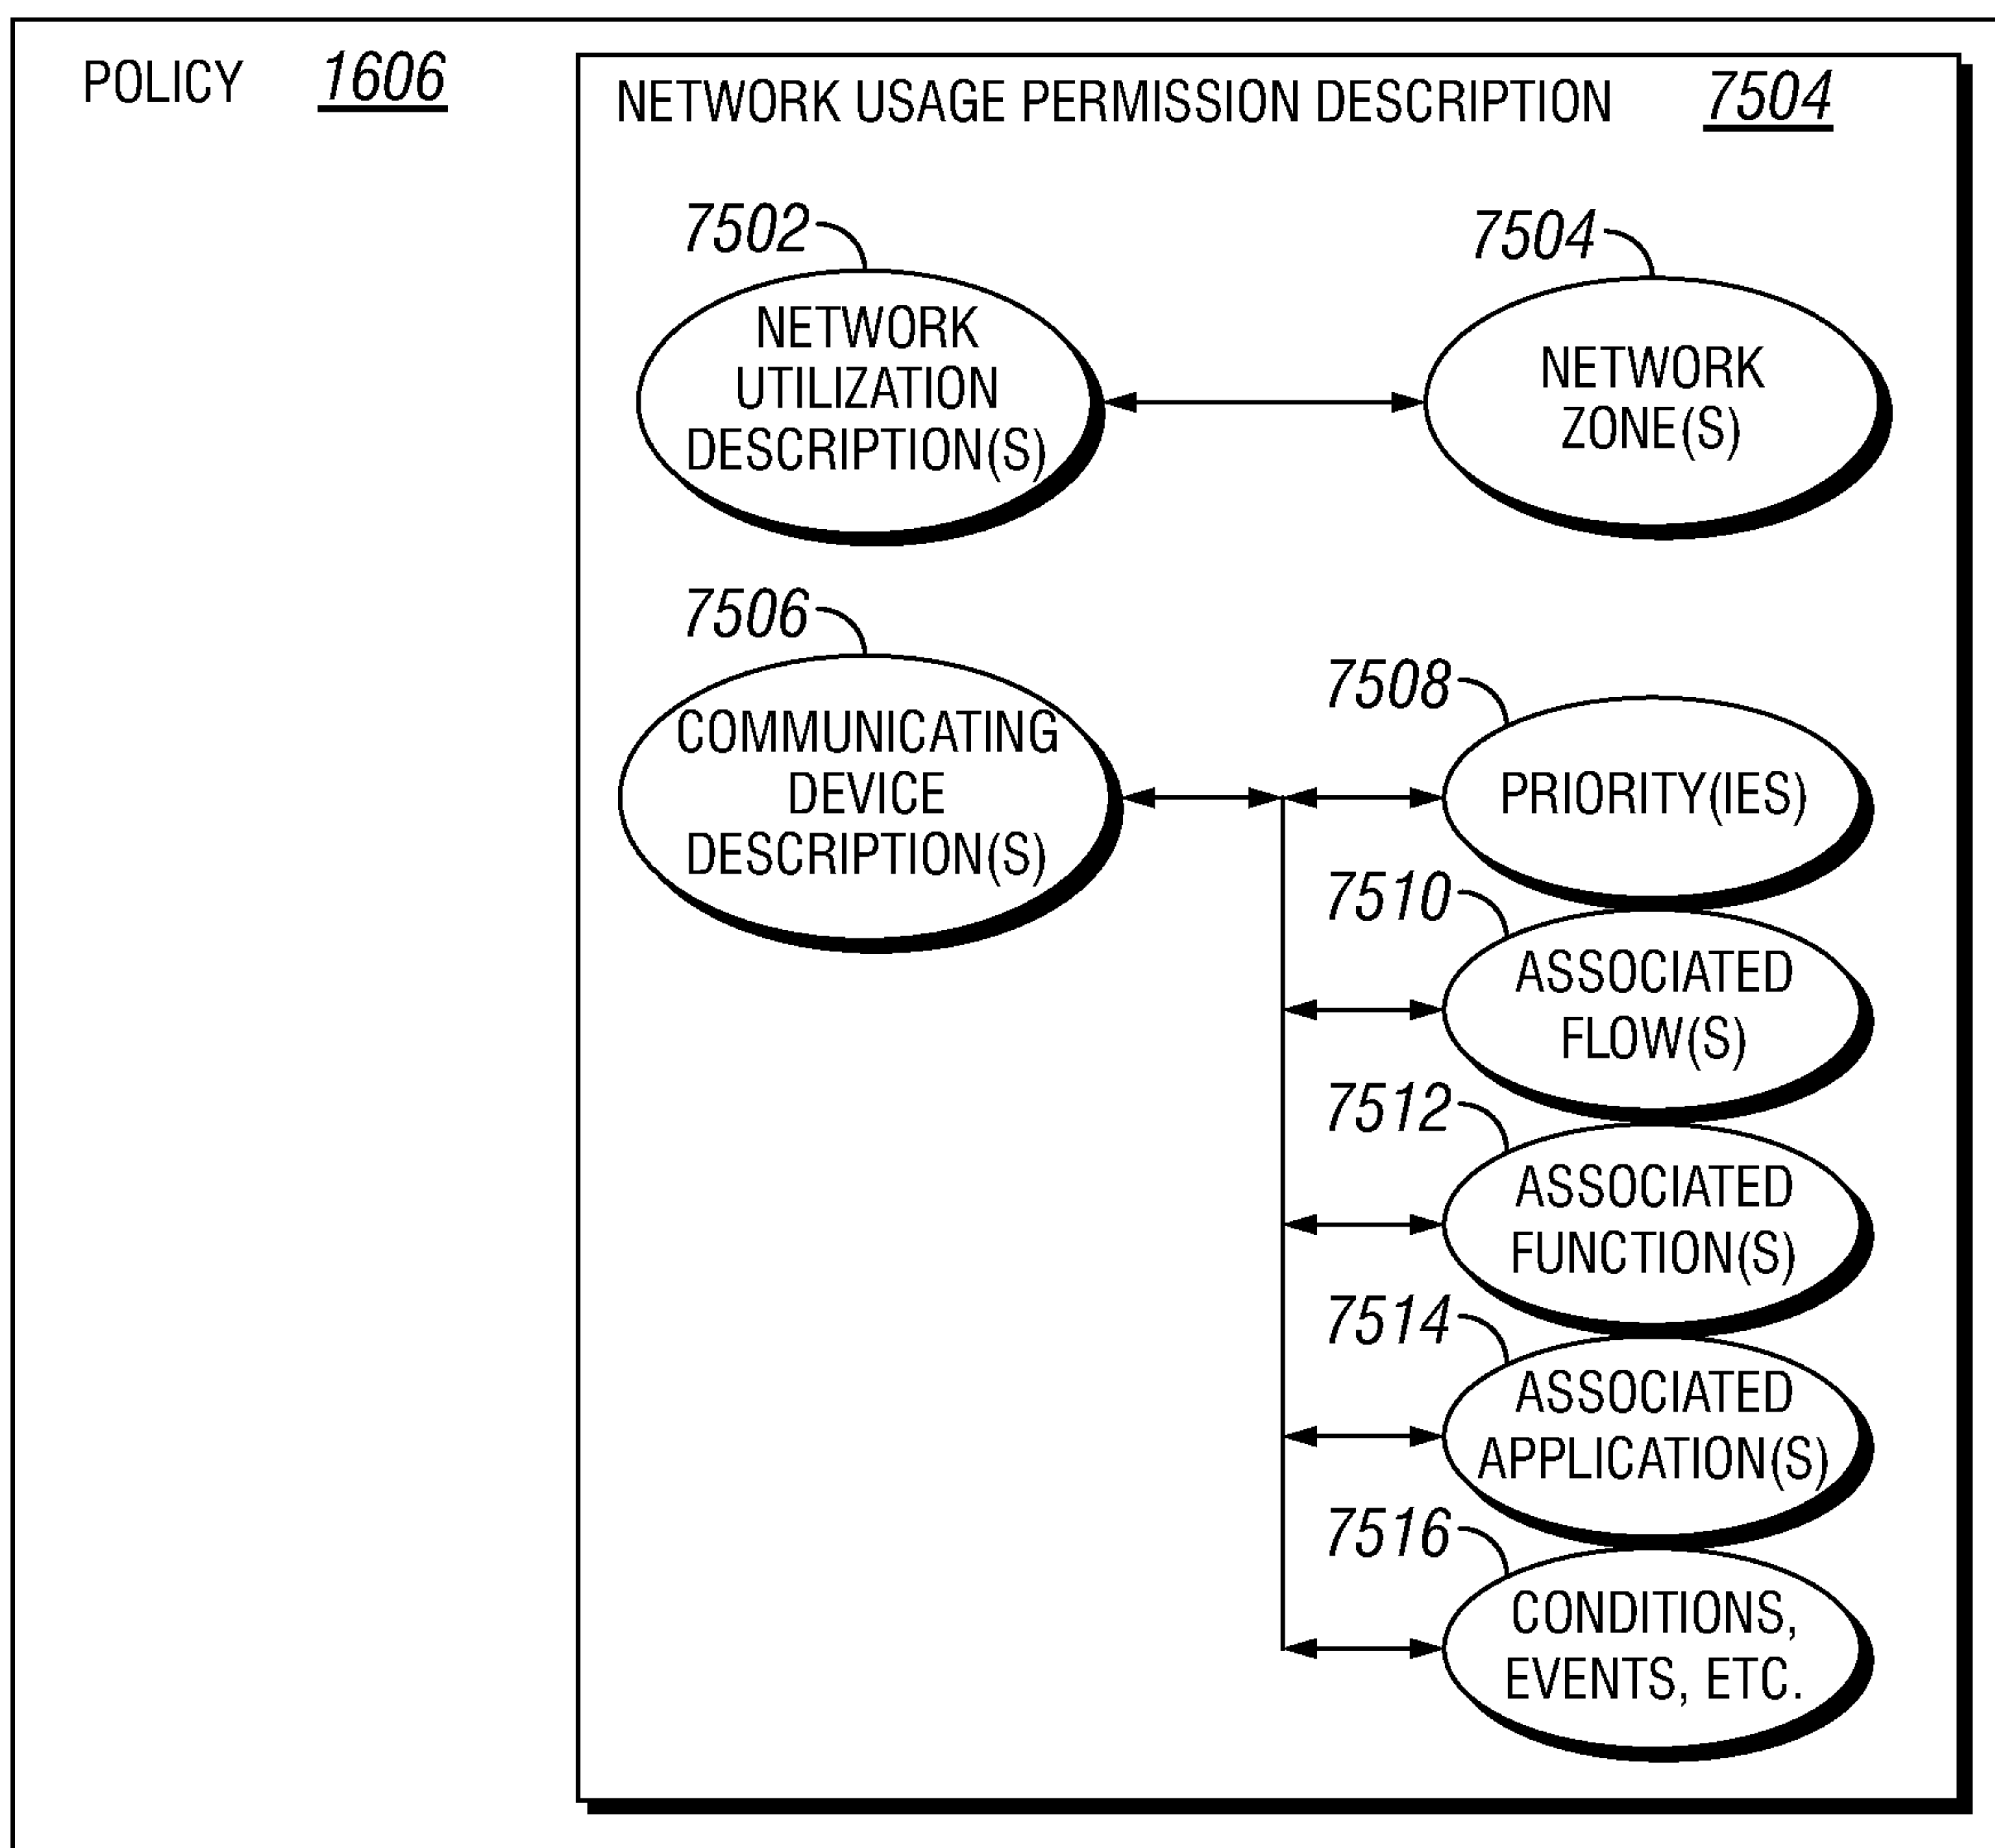 POLICY 1606
NETWORK USAGE PERMISSION DESCRIPTION 7504
7502
NETWORK
UTILIZATION
DESCRIPTION(S)
7504
NETWORK
ZONE(S)
7506
COMMUNICATING
DEVICE
DESCRIPTION(S)
7508
PRIORITY(IES)
7510
ASSOCIATED
FLOW(S)
7512
ASSOCIATED
FUNCTION(S)
7514
ASSOCIATED
APPLICATION(S)
7516
CONDITIONS,
EVENTS, ETC.